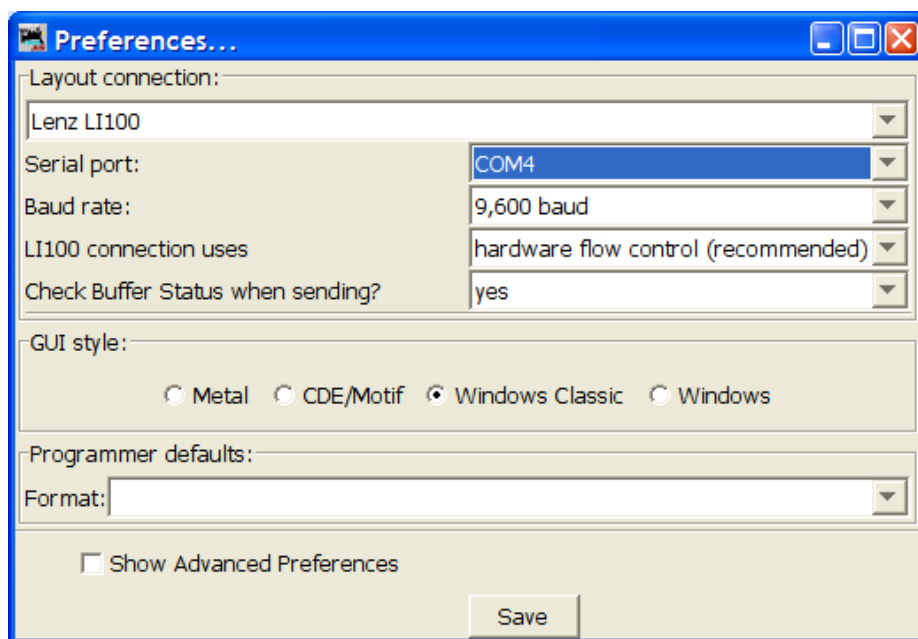 Preferences...
Layout connection:
Lenz LI100
Serial port: COM4
Baud rate: 9,600 baud
LI100 connection uses hardware flow control (recommended)
Check Buffer Status when sending? yes
GUI style:
Metal CDE/Motif Windows Classic Windows
Programmer defaults:
Format:
Show Advanced Preferences
Save